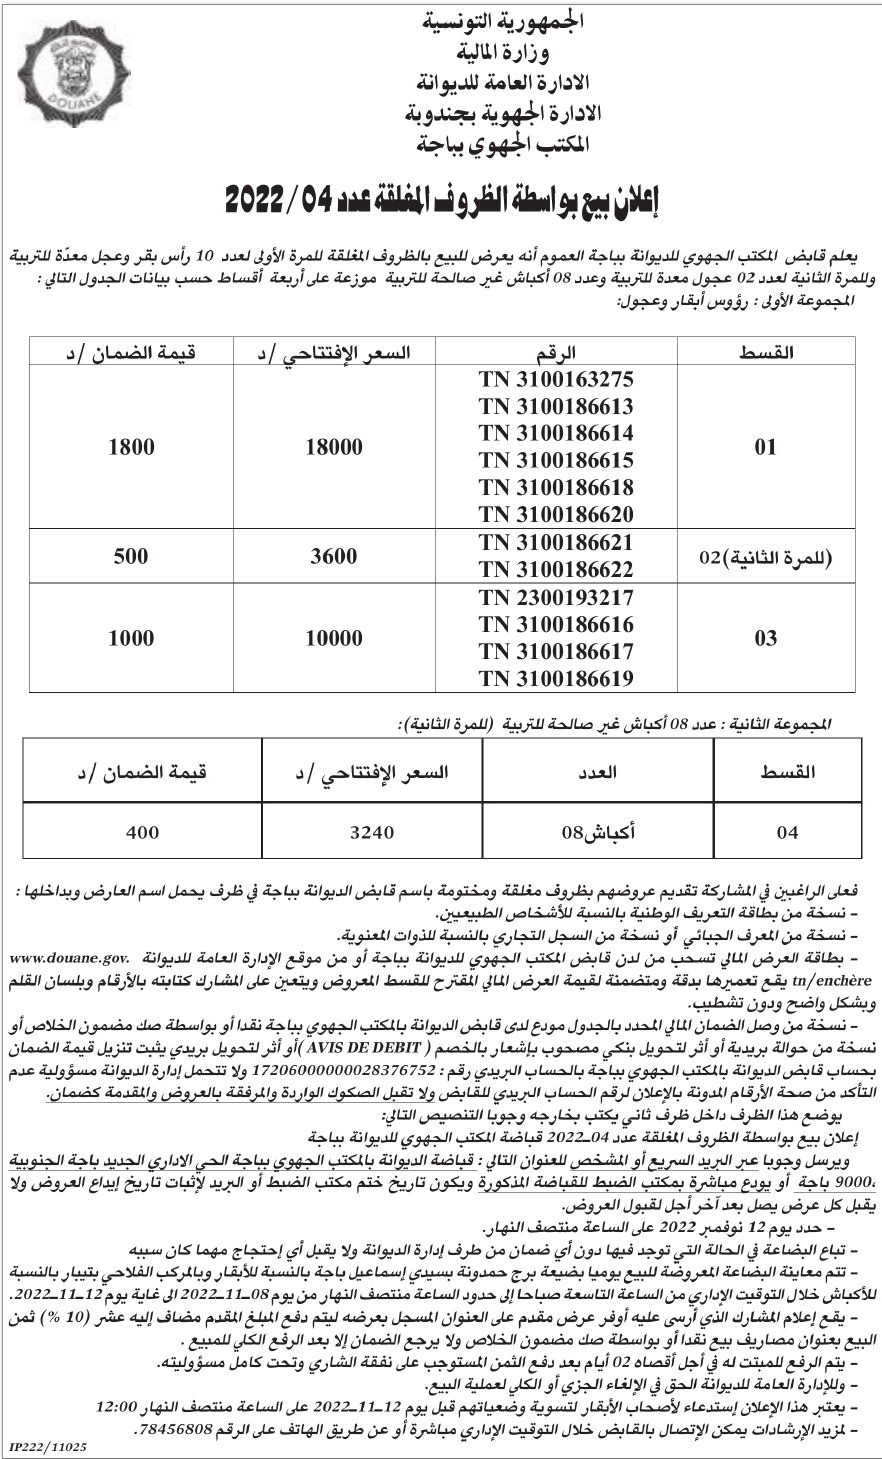 DOUANE
الجمهورية التونسية
وزارة المالية
الادارة العامة للديوانة
الادارة الجهوية بجندوبة
المكتب الجهوي بباجة
إعلان بيع بواسطة الظروف المغلقة عدد 04/ 2022
يعلم قابض المكتب الجهوي للديوانة بباجة العموم أنه يعرض للبيع بالظروف المغلقة للمرة الأولى لعدد 10 رأس بقر وعجل معدّة للتربية
وللمرة الثانية لعدد 02 عجول معدة للتربية وعدد 08 أكباش غير صالحة للتربية موزعة على أربعة أقساط حسب بيانات الجدول التالي :
المجموعة الأولى : رؤوس أبقار وعجول:
القسط الرقم السعر الإفتتاحي /د قيمة الضمان /د
TN 3100163275
TN 3100186613
TN 3100186614
01 TN 3100186615 18000 1800
TN 3100186618
TN 3100186620
TN 3100186621
02(للمرة الثانية) 3600 500
TN 3100186622
TN 2300193217
TN 3100186616
03 10000 1000
TN 3100186617
TN 3100186619
المجموعة الثانية : عدد 08 أكباش غير صالحة للتربية (للمرة الثانية):
القسط العدد السعر الإفتتاحي /د قيمة الضمان /د
04 08أكباش 3240 400
فعلى الراغبين في المشاركة تقديم عروضهم بظروف مغلقة ومختومة باسم قابض الديوانة بباجة في ظرف يحمل اسم العارض وبداخلها :
- نسخة من بطاقة التعريف الوطنية بالنسبة للأشخاص الطبيعيين.
- نسخة من المعرف الجبائي أو نسخة من السجل التجاري بالنسبة للذوات المعنوية.
- بطاقة العرض المالي تسحب من لدن قابض المكتب الجهوي للديوانة بباجة أو من موقع الإدارة العامة للديوانة www.douane.gov.
tn/enchère يقع تعميرها بدقة ومتضمنة لقيمة العرض المالي المقترح للقسط المعروض ويتعين على المشارك كتابته بالأرقام وبلسان القلم
وبشكل واضح ودون تشطيب.
- نسخة من وصل الضمان المالي المحدد بالجدول مودع لدى قابض الديوانة بالمكتب الجهوي بباجة نقدا أو بواسطة صك مضمون الخلاص أو
نسخة من حوالة بريدية أو أثر لتحويل بنكي مصحوب بإشعار بالخصم ( AVIS DE DEBIT )أو أثر لتحويل بريدي يثبت تنزيل قيمة الضمان
بحساب قابض الديوانة بالمكتب الجهوي بباجة بالحساب البريدي رقم : 17206000000028376752 ولا تتحمل إدارة الديوانة مسؤولية عدم
التأكد من صحة الأرقام المدونة بالإعلان لرقم الحساب البريدي للقابض ولا تقبل الصكوك الواردة والمرفقة بالعروض والمقدمة كضمان.
يوضع هذا الظرف داخل ظرف ثاني يكتب بخارجه وجوبا التنصيص التالي:
إعلان بيع بواسطة الظروف المغلقة عدد 04ـ2022 قباضة المكتب الجهوي للديوانة بباجة
ويرسل وجوبا عبر البريد السريع أو المشخص للعنوان التالي : قباضة الديوانة بالمكتب الجهوي بباجة الحي الاداري الجديد باجة الجنوبية
،9000 باجة أو يودع مباشرة بمكتب الضبط للقباضة المذكورة ويكون تاريخ ختم مكتب الضبط أو البريد لإثبات تاريخ إيداع العروض ولا
يقبل كل عرض يصل بعد آخر أجل لقبول العروض.
- حدد يوم 12 نوفمبر 2022 على الساعة منتصف النهار.
- تباع البضاعة في الحالة التي توجد فيها دون أي ضمان من طرف إدارة الديوانة ولا يقبل أي إحتجاج مهما كان سببه
- تتم معاينة البضاعة المعروضة للبيع يوميا بضيعة برج حمدونة بسيدي إسماعيل باجة بالنسبة للأبقار وبالمركب الفلاحي بتيبار بالنسبة
للأكباش خلال التوقيت الإداري من الساعة التاسعة صباحا إلى حدود الساعة منتصف النهار من يوم 08ـ11ـ2022 الى غاية يوم 12ـ11ـ2022.
- يقع إعلام المشارك الذي أرسى عليه أوفر عرض مقدم على العنوان المسجل بعرضه ليتم دفع المبلغ المقدم مضاف إليه عشر (10 %) ثمن
البيع بعنوان مصاريف بيع نقدا أو بواسطة صك مضمون الخلاص ولا يرجع الضمان إلا بعد الرفع الكلي للمبيع .
- يتم الرفع للمبتت له في أجل أقصاه 02 أيام بعد دفع الثمن المستوجب على نفقة الشاري وتحت كامل مسؤوليته.
- وللإدارة العامة للديوانة الحق في الإلغاء الجزي أو الكلي لعملية البيع.
- يعتبر هذا الإعلان إستدعاء لأصحاب الأبقار لتسوية وضعياتهم قبل يوم 12ـ11ـ2022 على الساعة منتصف النهار 12:00
- لمزيد الإرشادات يمكن الإتصال بالقابض خلال التوقيت الإداري مباشرة أو عن طريق الهاتف على الرقم 78456808.
IP222/11025